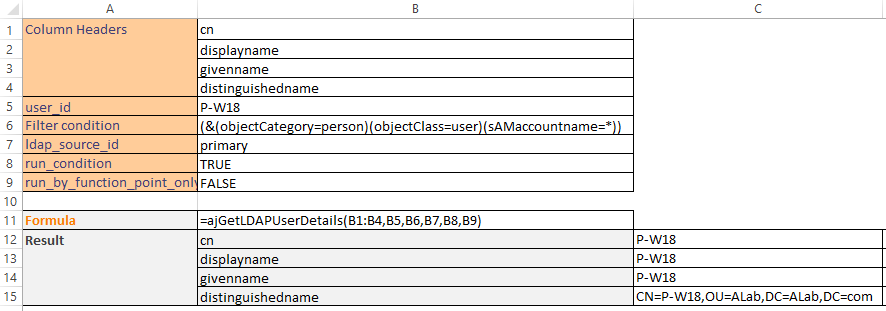 A B C
1 Column Headers cn
2 displayname
3 givenname
4 distinguishedname
5 user_id P-W18
6 Filter condition (&(objectCategory=person)(objectClass=user)(sAMaccountname=*))
7 ldap_source_id primary
8 run_condition TRUE
9 run_by_function_point_only FALSE
10
11 Formula =ajGetLDAPUserDetails(B1:B4,B5,B6,B7,B8,B9)
12 Result cn P-W18
13 displayname P-W18
14 givenname P-W18
15 distinguishedname CN=P-W18,OU=ALab,DC=ALab,DC=com